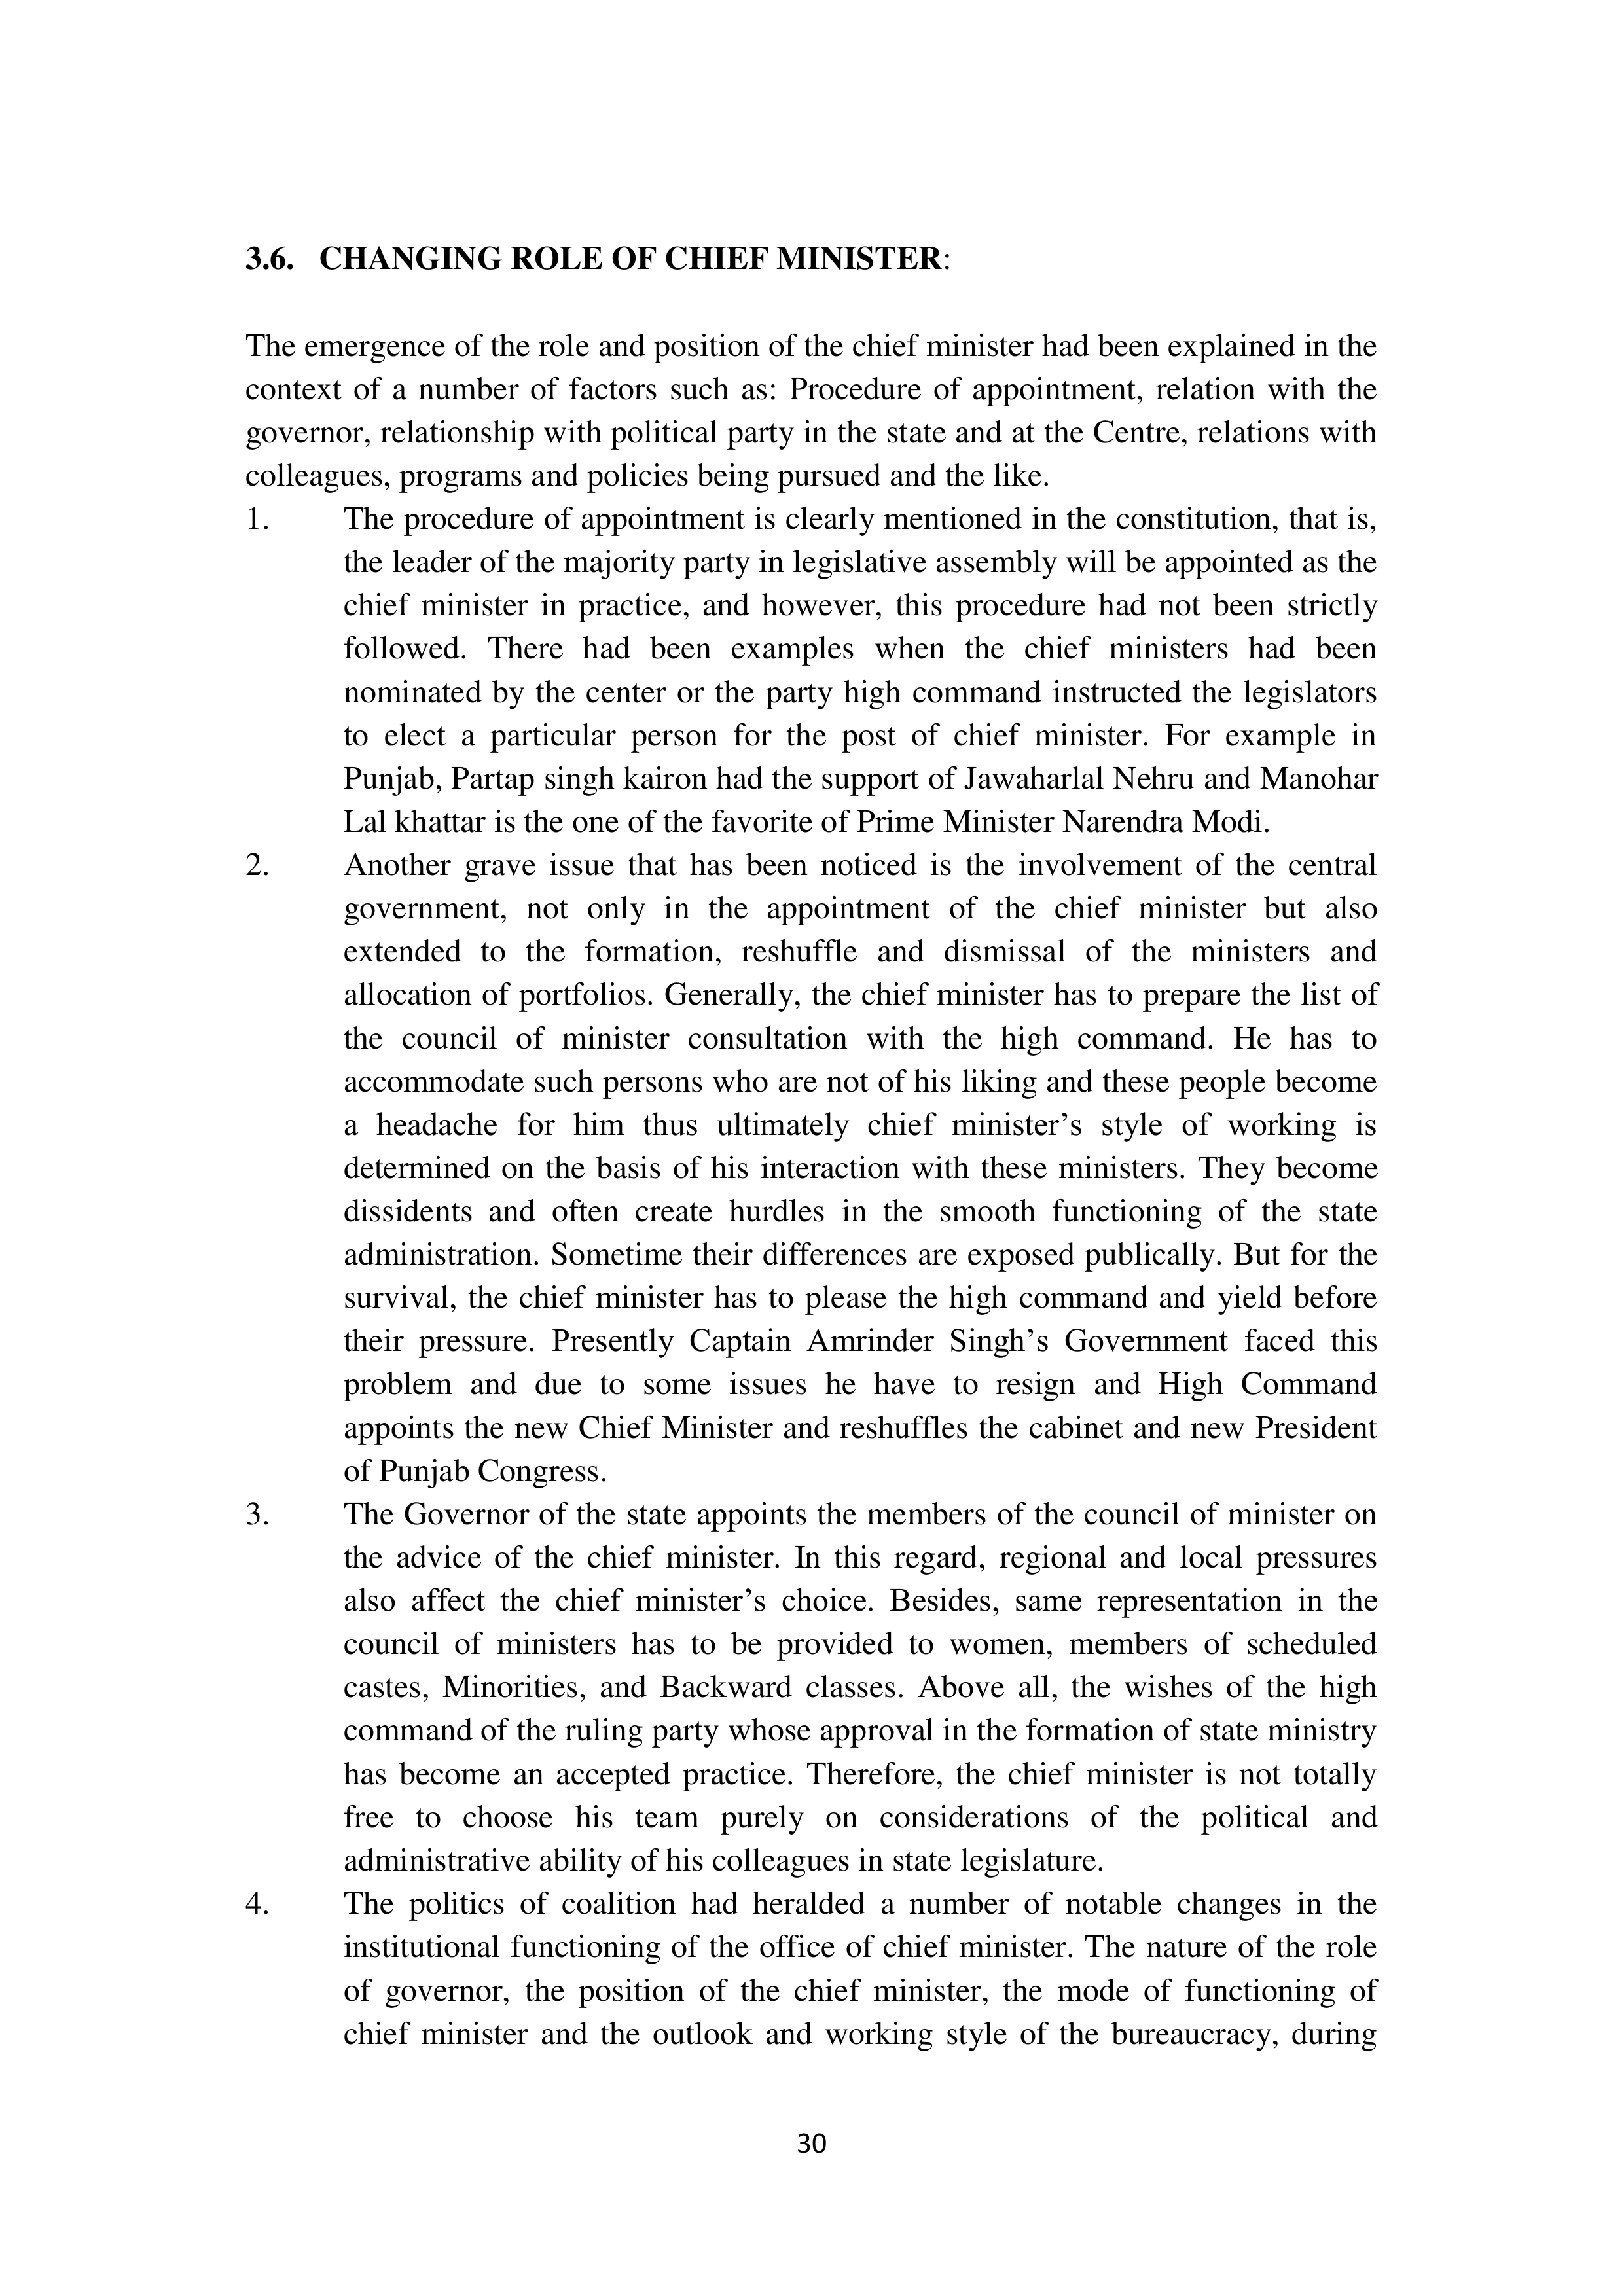 3.6. CHANGING ROLE OF CHIEF MINISTER:
The emergence of the role and position of the chief minister had been explained in the
context of a number of factors such as: Procedure of appointment, relation with the
governor, relationship with political party in the state and at the Centre, relations with
colleagues, programs and policies being pursued and the like.
1. The procedure of appointment is clearly mentioned in the constitution, that is,
the leader of the majority party in legislative assembly will be appointed as the
chief minister in practice, and however, this procedure had not been strictly
followed. There had been examples when the chief ministers had been
nominated by the center or the party high command instructed the legislators
to elect a particular person for the post of chief minister. For example in
Punjab, Partap singh kairon had the support of Jawaharlal Nehru and Manohar
Lal khattar is the one of the favorite of Prime Minister Narendra Modi.
2. Another grave issue that has been noticed is the involvement of the central
government, not only in the appointment of the chief minister but also
extended to the formation, reshuffle and dismissal of the ministers and
allocation of portfolios. Generally, the chief minister has to prepare the list of
the council of minister consultation with the high command. He has to
accommodate such persons who are not of his liking and these people become
a headache for him thus ultimately chief minister’s style of working is
determined on the basis of his interaction with these ministers. They become
dissidents and often create hurdles in the smooth functioning of the state
administration. Sometime their differences are exposed publically. But for the
survival, the chief minister has to please the high command and yield before
their pressure. Presently Captain Amrinder Singh’s Government faced this
problem and due to some issues he have to resign and High Command
appoints the new Chief Minister and reshuffles the cabinet and new President
of Punjab Congress.
3. The Governor of the state appoints the members of the council of minister on
the advice of the chief minister. In this regard, regional and local pressures
also affect the chief minister’s choice. Besides, same representation in the
council of ministers has to be provided to women, members of scheduled
castes, Minorities, and Backward classes. Above all, the wishes of the high
command of the ruling party whose approval in the formation of state ministry
has become an accepted practice. Therefore, the chief minister is not totally
free to choose his team purely on considerations of the political and
administrative ability of his colleagues in state legislature.
4. The politics of coalition had heralded a number of notable changes in the
institutional functioning of the office of chief minister. The nature of the role
of governor, the position of the chief minister, the mode of functioning of
chief minister and the outlook and working style of the bureaucracy, during
30